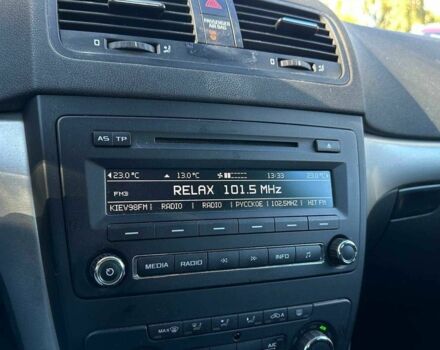 PASSENGER
AIR BAG
AS TP
23.0°C 13.0°C 13:33 23.0°C
FM3 RELAX 101.5 MHz
KIEV98FM RADIO RADIO РУССКОЕ 102.5MHZ HIT FM
MEDIA RADIO INFO
MAX
A/C